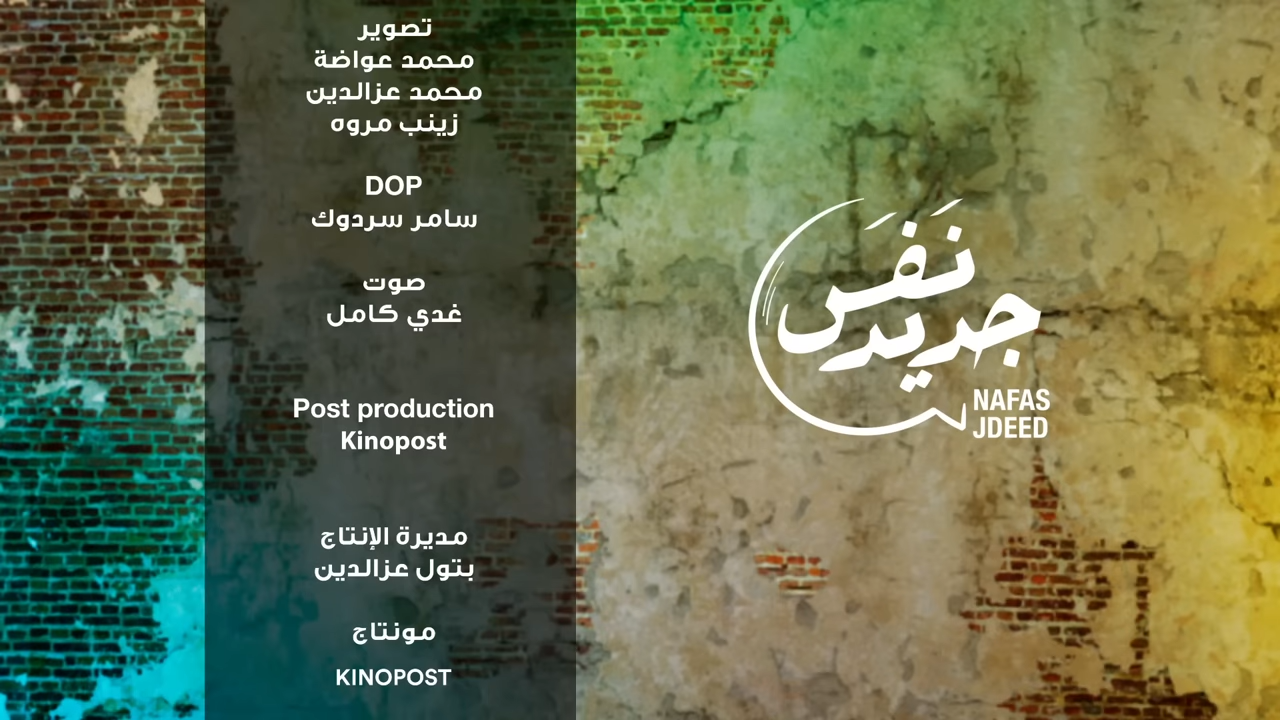 تصوير
محمد عواضة
محمد عزالدين
زينب مروه
DOP
سامر سردوك
صوت
غدي كامل
Post production
Kinopost
مديرة الإنتاج
بتول عزالدين
مونتاج
KINOPOST
نَفَس
جديد
NAFAS
JDEED